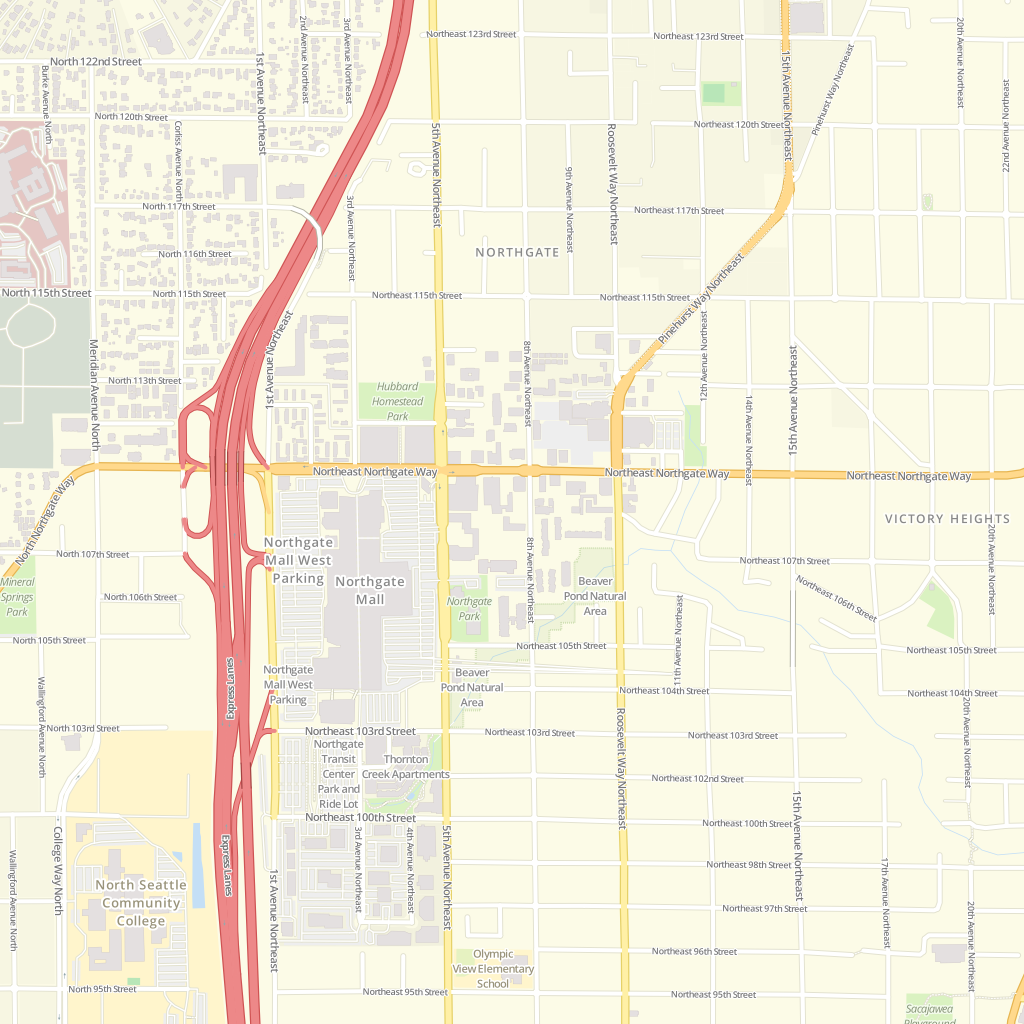 Northeast 123rd Street
Northeast 123rd Street
North 122nd Street
2nd Avenue Northeast
3rd Avenue Northeast
1st Avenue Northeast
Burke Avenue North
15th Avenue Northeast
Pinehurst Way Northeast
20th Avenue Northeast
22nd Avenue Northeast
North 120th Street
Northeast 120th Street
Corliss Avenue North
5th Avenue Northeast
Roosevelt Way Northeast
9th Avenue Northeast
North 117th Street
Northeast 117th Street
3rd Avenue Northeast
NORTHGATE
North 116th Street
North 115th Street
North 115th Street
Northeast 115th Street
Northeast 115th Street
Pinehurst Way Northeast
1st Avenue Northeast
Meridian Avenue North
8th Avenue Northeast
12th Avenue Northeast
15th Avenue Northeast
14th Avenue Northeast
North 113th Street
Hubbard
Homestead
Park
Northeast Northgate Way
Northeast Northgate Way
Northeast Northgate Way
North Northgate Way
VICTORY HEIGHTS
Northgate
Mall West
Parking
Northgate
Mall
North 107th Street
Northeast 107th Street
8th Avenue Northeast
20th Avenue Northeast
Mineral
Springs
Park
North 106th Street
Northeast 106th Street
Northgate
Park
Beaver
Pond Natural
Area
11th Avenue Northeast
North 105th Street
Northeast 105th Street
Northeast 105th Street
Northgate
Mall West
Parking
Beaver
Pond Natural
Area
Northeast 104th Street
Northeast 104th Street
Express Lanes
Wallingford Avenue North
20th Avenue Northeast
North 103rd Street
Northeast 103rd Street
Northeast 103rd Street
Northeast 103rd Street
Roosevelt Way Northeast
Northgate
Transit
Center
Park and
Ride Lot
Thornton
Creek Apartments
Northeast 102nd Street
15th Avenue Northeast
Northeast 100th Street
Northeast 100th Street
College Way North
Wallingford Avenue North
Express Lanes
3rd Avenue Northeast
4th Avenue Northeast
5th Avenue Northeast
1st Avenue Northeast
Northeast 98th Street
17th Avenue Northeast
20th Avenue Northeast
North Seattle
Community
College
Northeast 97th Street
Northeast 96th Street
Olympic
View Elementary
School
North 95th Street
Northeast 95th Street
Northeast 95th Street
Sacajawea
Playground